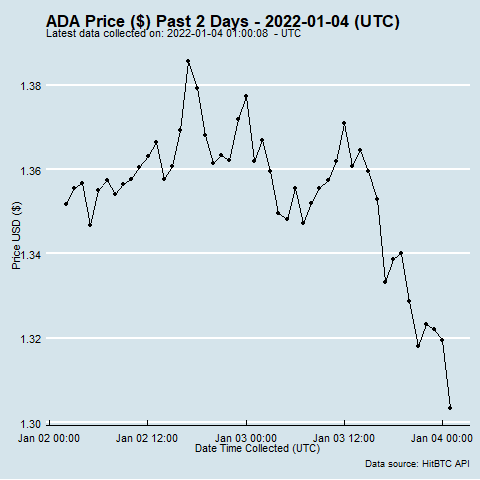 ADA Price ($) Past 2 Days - 2022-01-04 (UTC)
Latest data collected on: 2022-01-04 01:00:08 - UTC
1.38
1.36
1.34
1.32
1.30
Price USD ($)
Jan 02 00:00 Jan 02 12:00 Jan 03 00:00 Jan 03 12:00 Jan 04 00:00
Date Time Collected (UTC)
Data source: HitBTC API